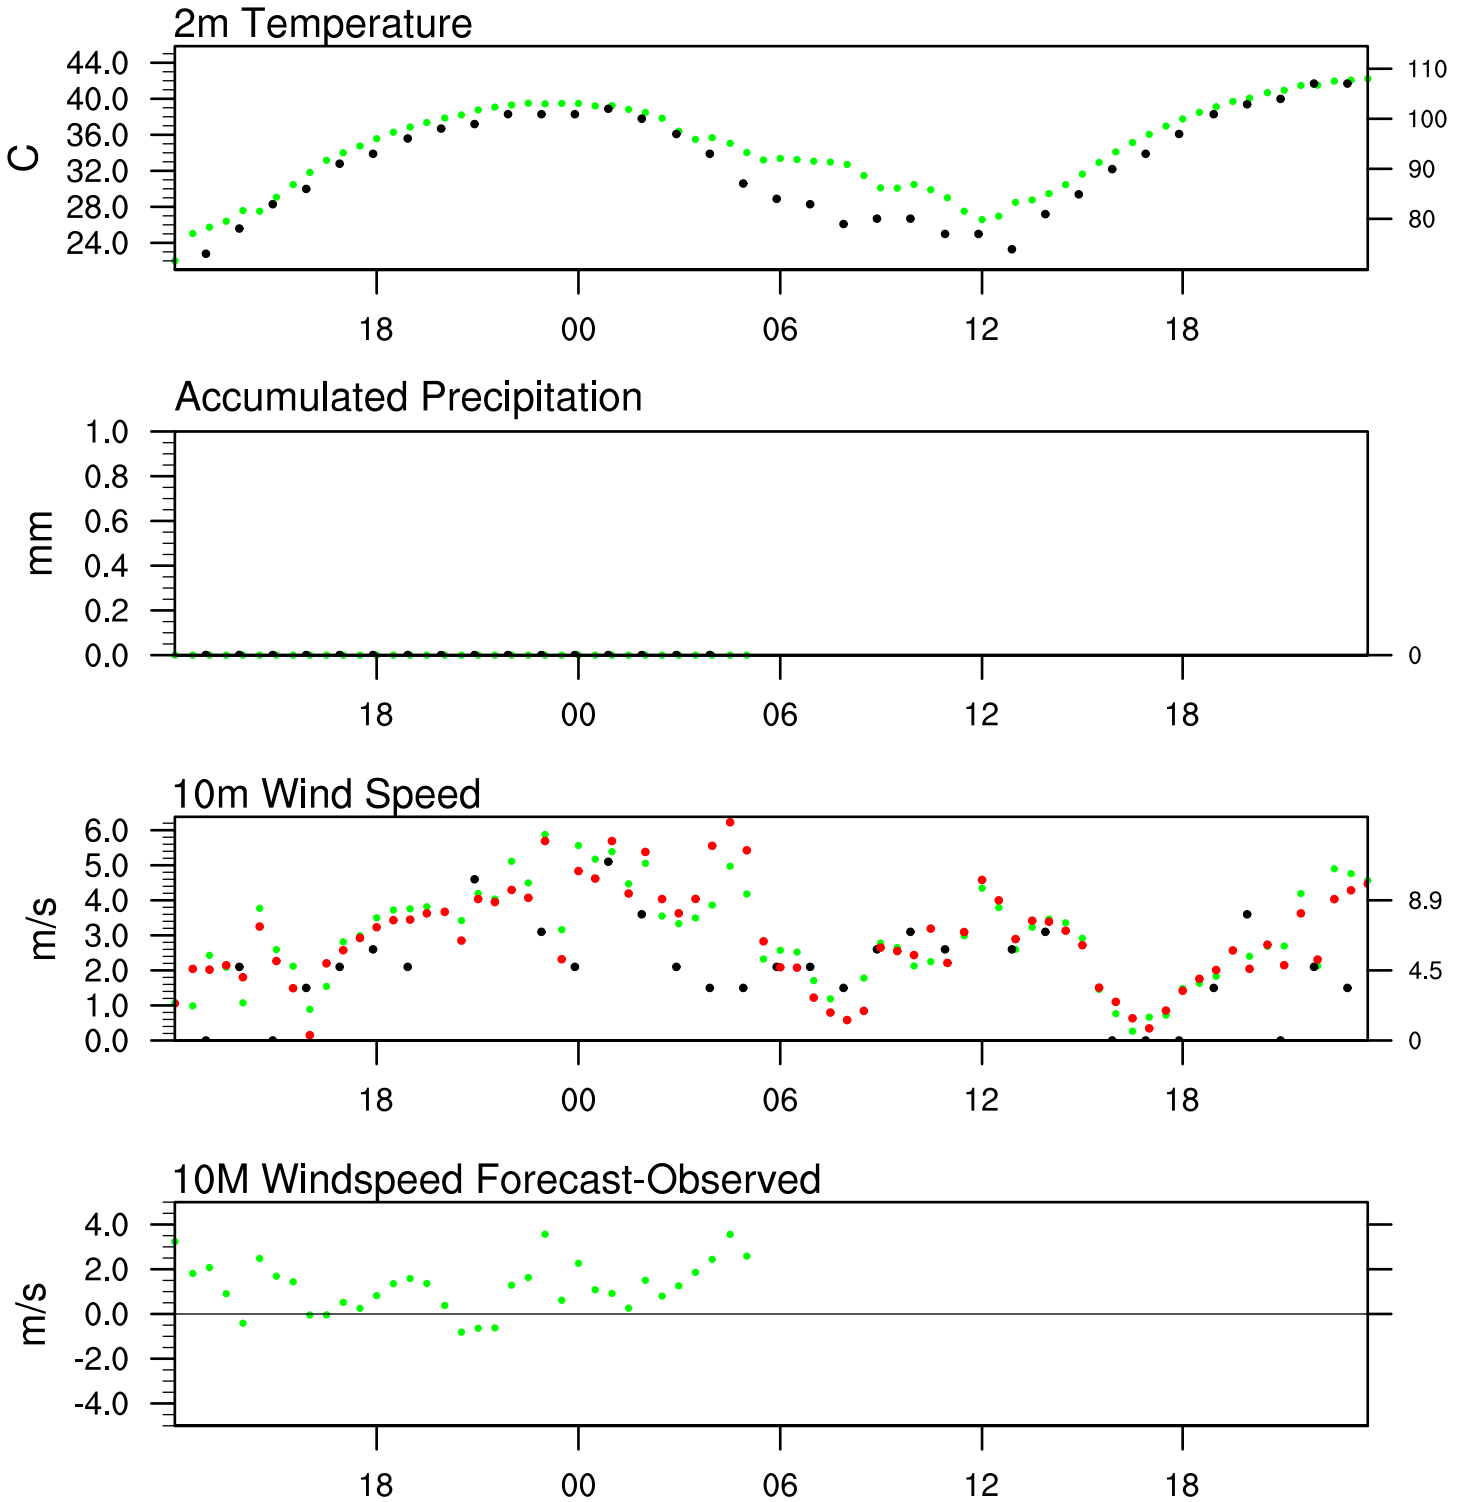 2m Temperature
44.0
40.0
36.0
32.0
28.0
24.0
C
110
100
90
80
18 00 06 12 18
Accumulated Precipitation
1.0
0.8
0.6
0.4
0.2
0.0
mm
0
18 00 06 12 18
10m Wind Speed
6.0
5.0
4.0
3.0
2.0
1.0
0.0
m/s
8.9
4.5
0
18 00 06 12 18
10M Windspeed Forecast-Observed
4.0
2.0
0.0
-2.0
-4.0
m/s
18 00 06 12 18